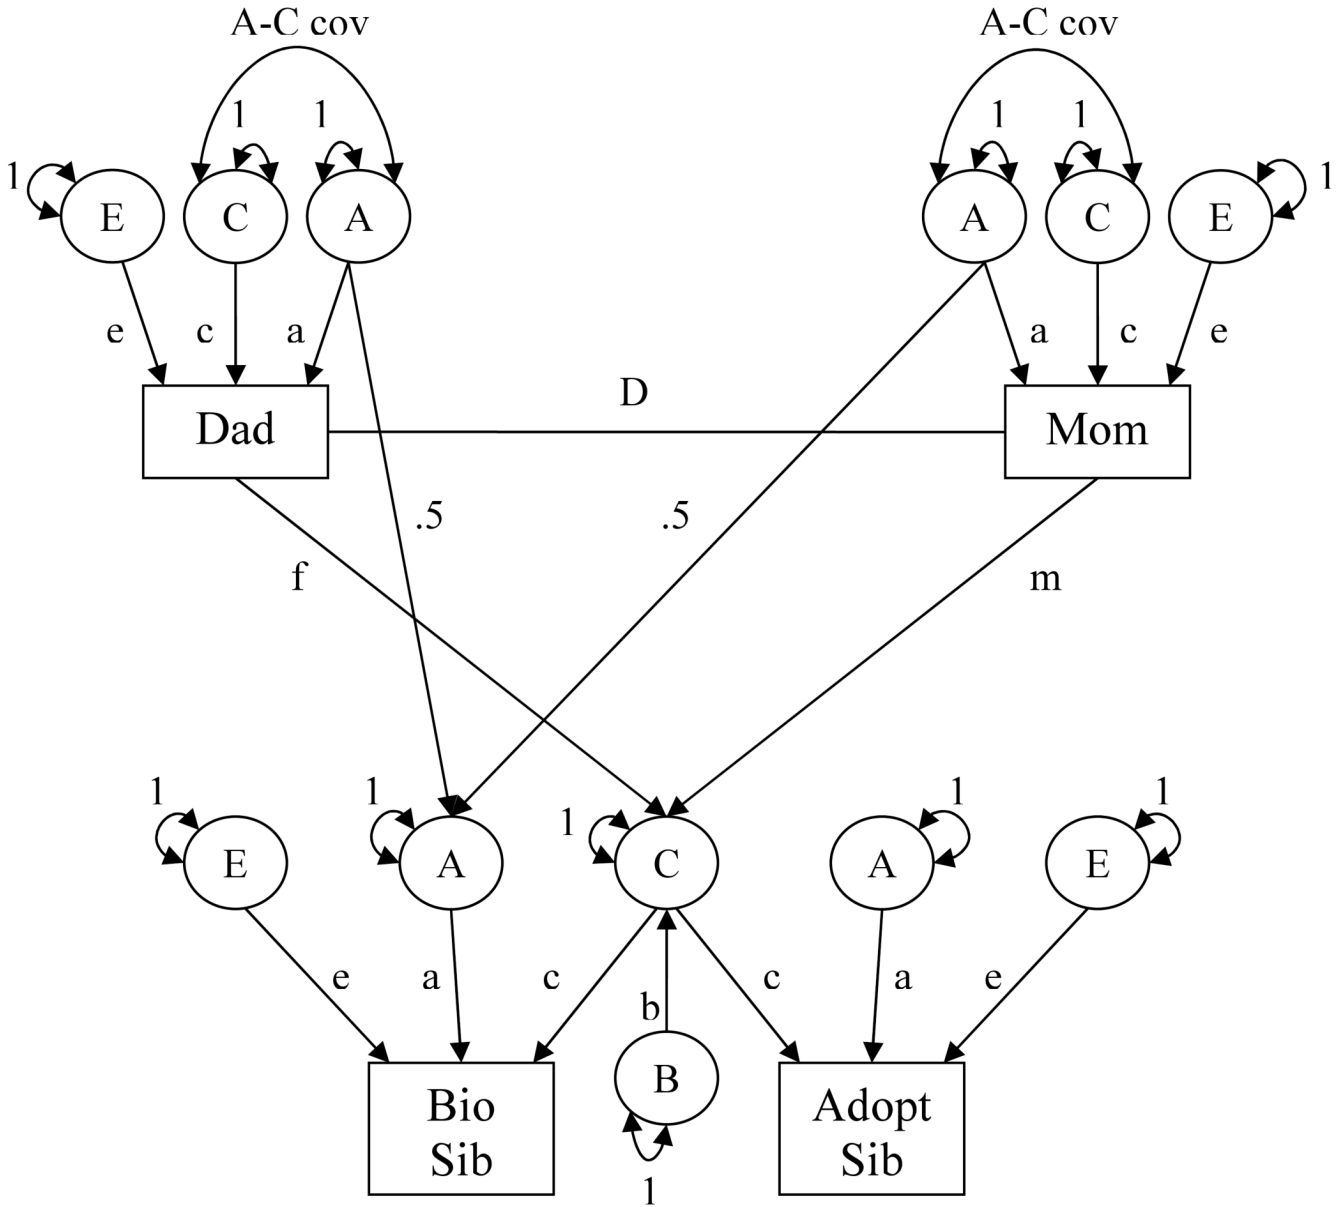 A-C cov
A-C cov
1 1
1 1
1
1
E C A
A C E
e c a
a c e
Dad
D
Mom
.5 .5
f
m
1 1 1 1 1
E A C A E
e a c c a e
b
Bio
Sib
B
Adopt
Sib
1